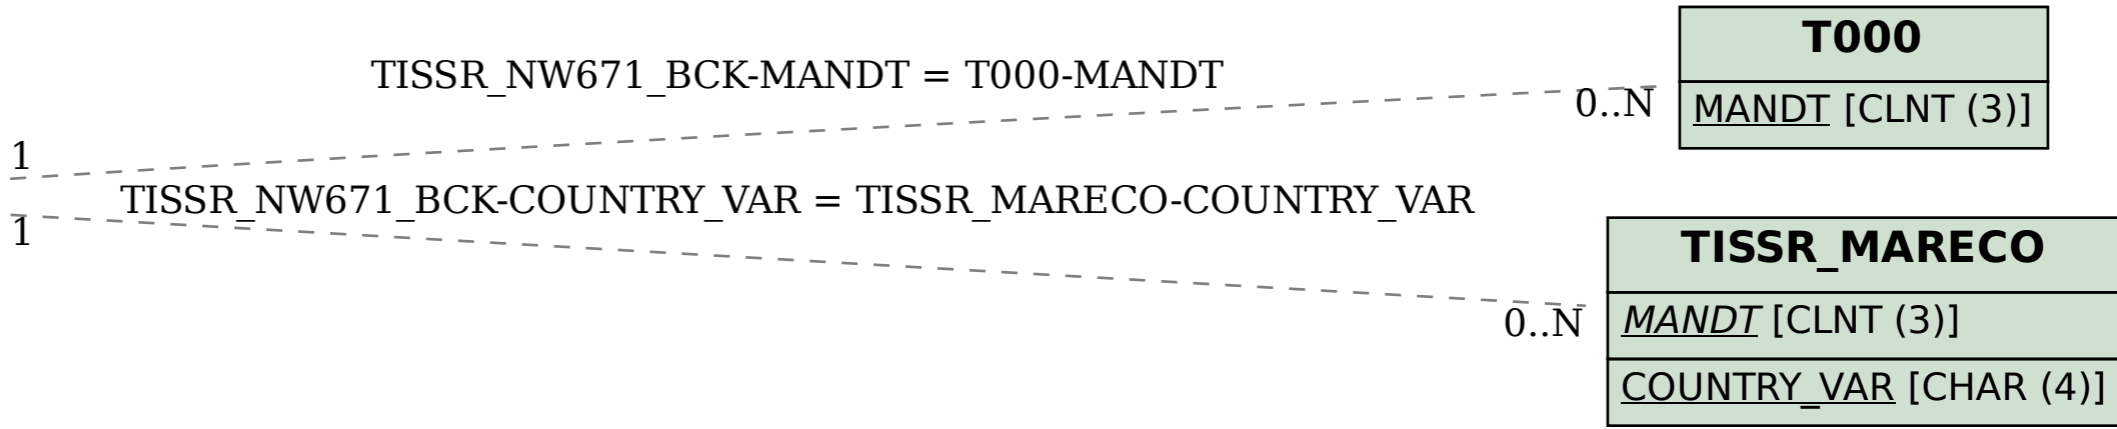 T000
TISSR_NW671_BCK-MANDT = T000-MANDT
0..N
MANDT [CLNT (3)]
1
TISSR_NW671_BCK-COUNTRY_VAR = TISSR_MARECO-COUNTRY_VAR
1
TISSR_MARECO
0..N
MANDT [CLNT (3)]
COUNTRY_VAR [CHAR (4)]